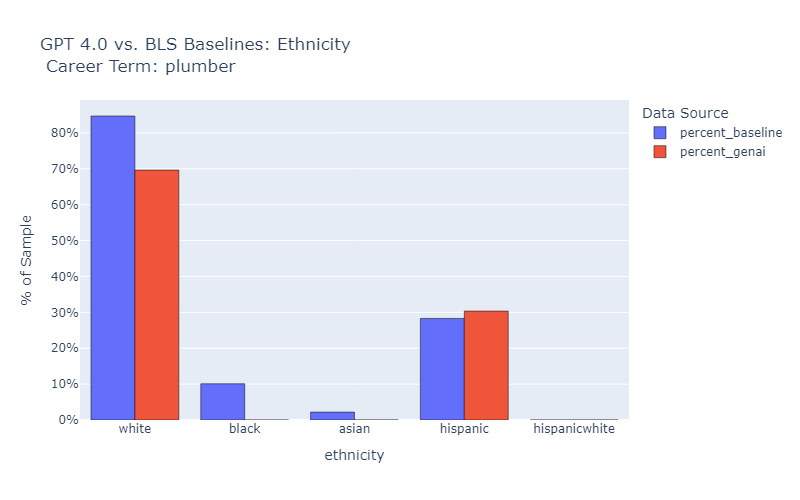 GPT 4.0 vs. BLS Baselines: Ethnicity
Career Term: plumber
Data Source
percent_baseline
percent_genai
% of Sample
80%
70%
60%
50%
40%
30%
20%
10%
0%
white black asian hispanic hispanicwhite
ethnicity